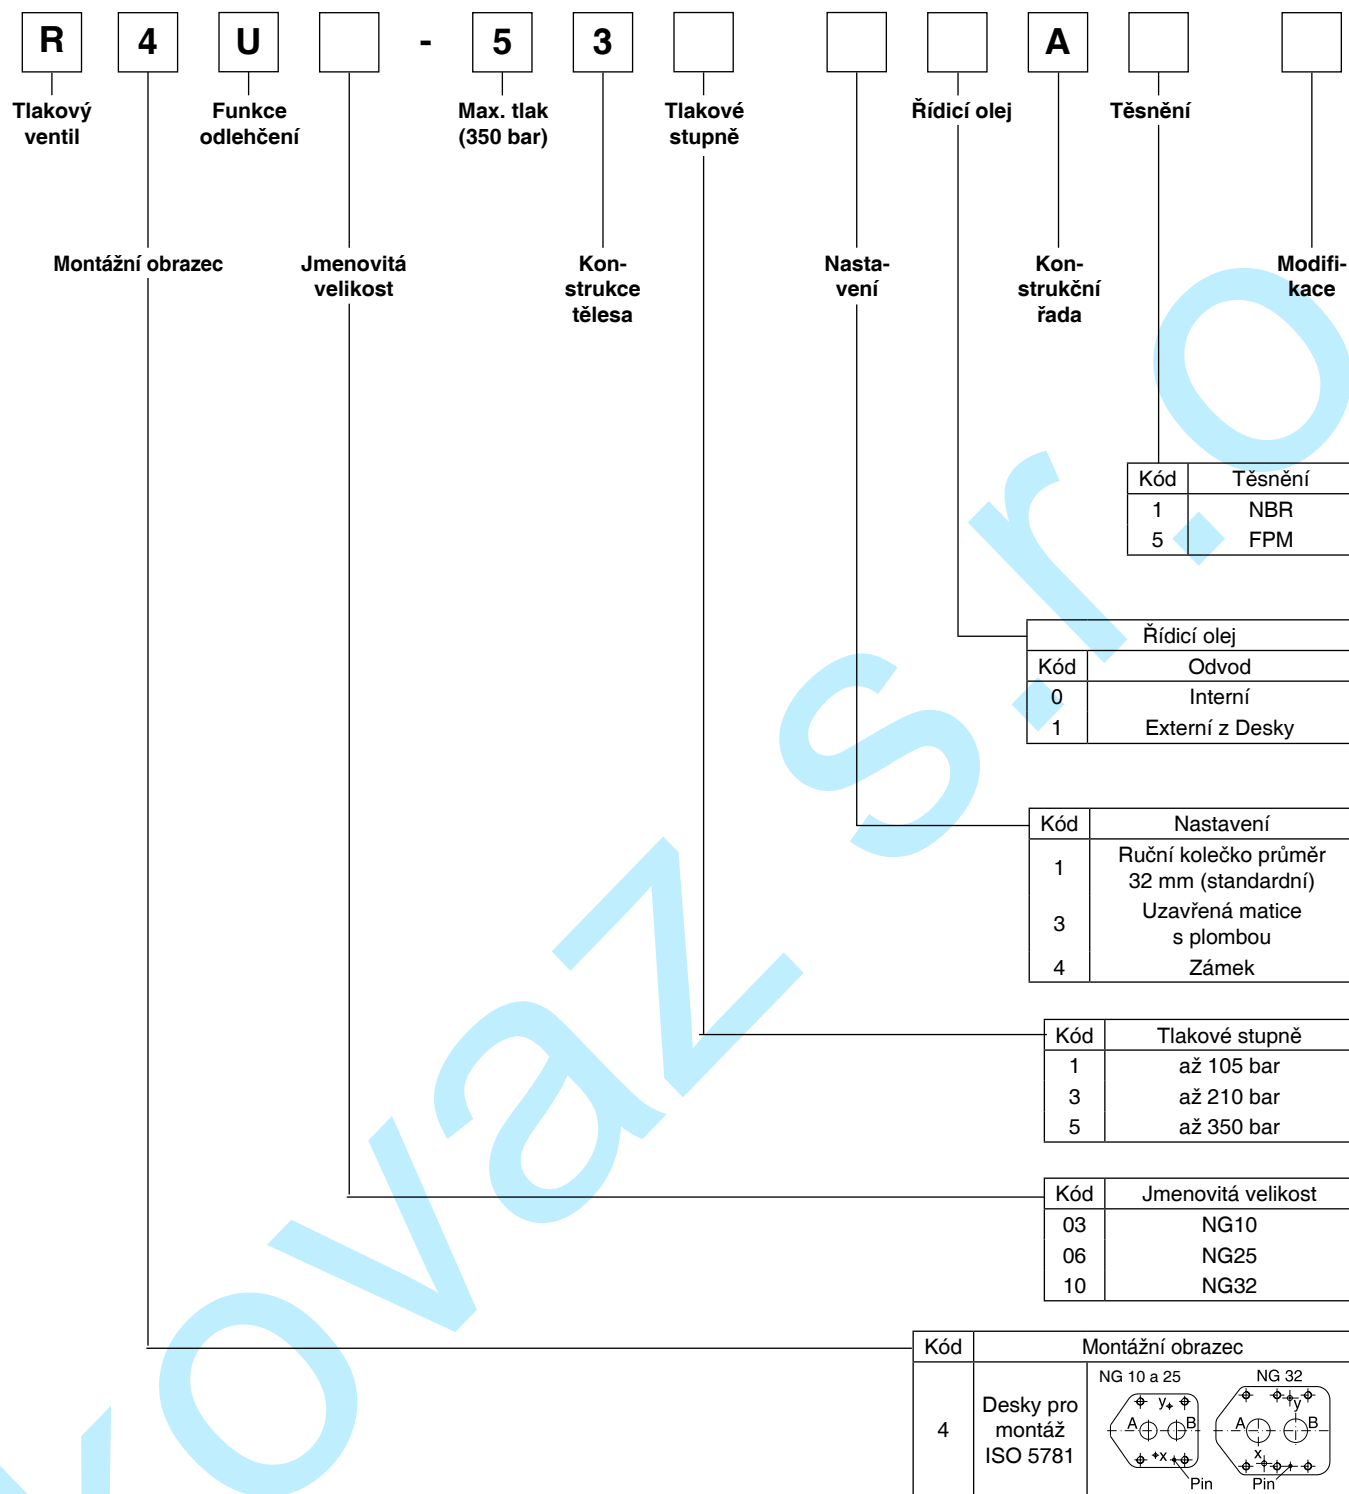 R 4 U - 5 3 A
Tlakový
ventil
Funkce
odlehčení
Max. tlak
(350 bar)
Tlakové
stupně
Řídicí olej
Těsnění
Montážní obrazec
Jmenovitá
velikost
Kon-
strukce
tělesa
Nasta-
vení
Kon-
strukční
řada
Modifi-
kace
Kód Těsnění
1 NBR
5 FPM
Řídicí olej
Kód Odvod
0 Interní
1 Externí z Desky
Kód Nastavení
1 Ruční kolečko průměr
32 mm (standardní)
3 Uzavřená matice
s plombou
4 Zámek
Kód Tlakové stupně
1 až 105 bar
3 až 210 bar
5 až 350 bar
Kód Jmenovitá velikost
03 NG10
06 NG25
10 NG32
Kód Montážní obrazec
4 Desky pro
montáž
ISO 5781
NG 10 a 25
y
A B
x
Pin
NG 32
y
A B
x
Pin
kovaz s.r.o